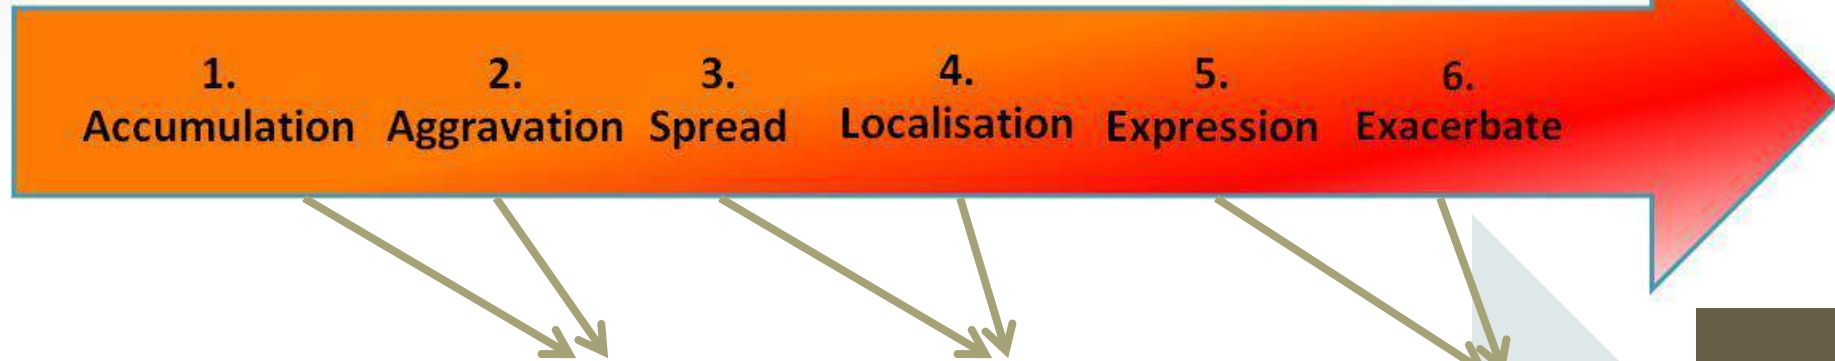 1. 2. 3. 4. 5. 6.
Accumulation Aggravation Spread Localisation Expression Exacerbate